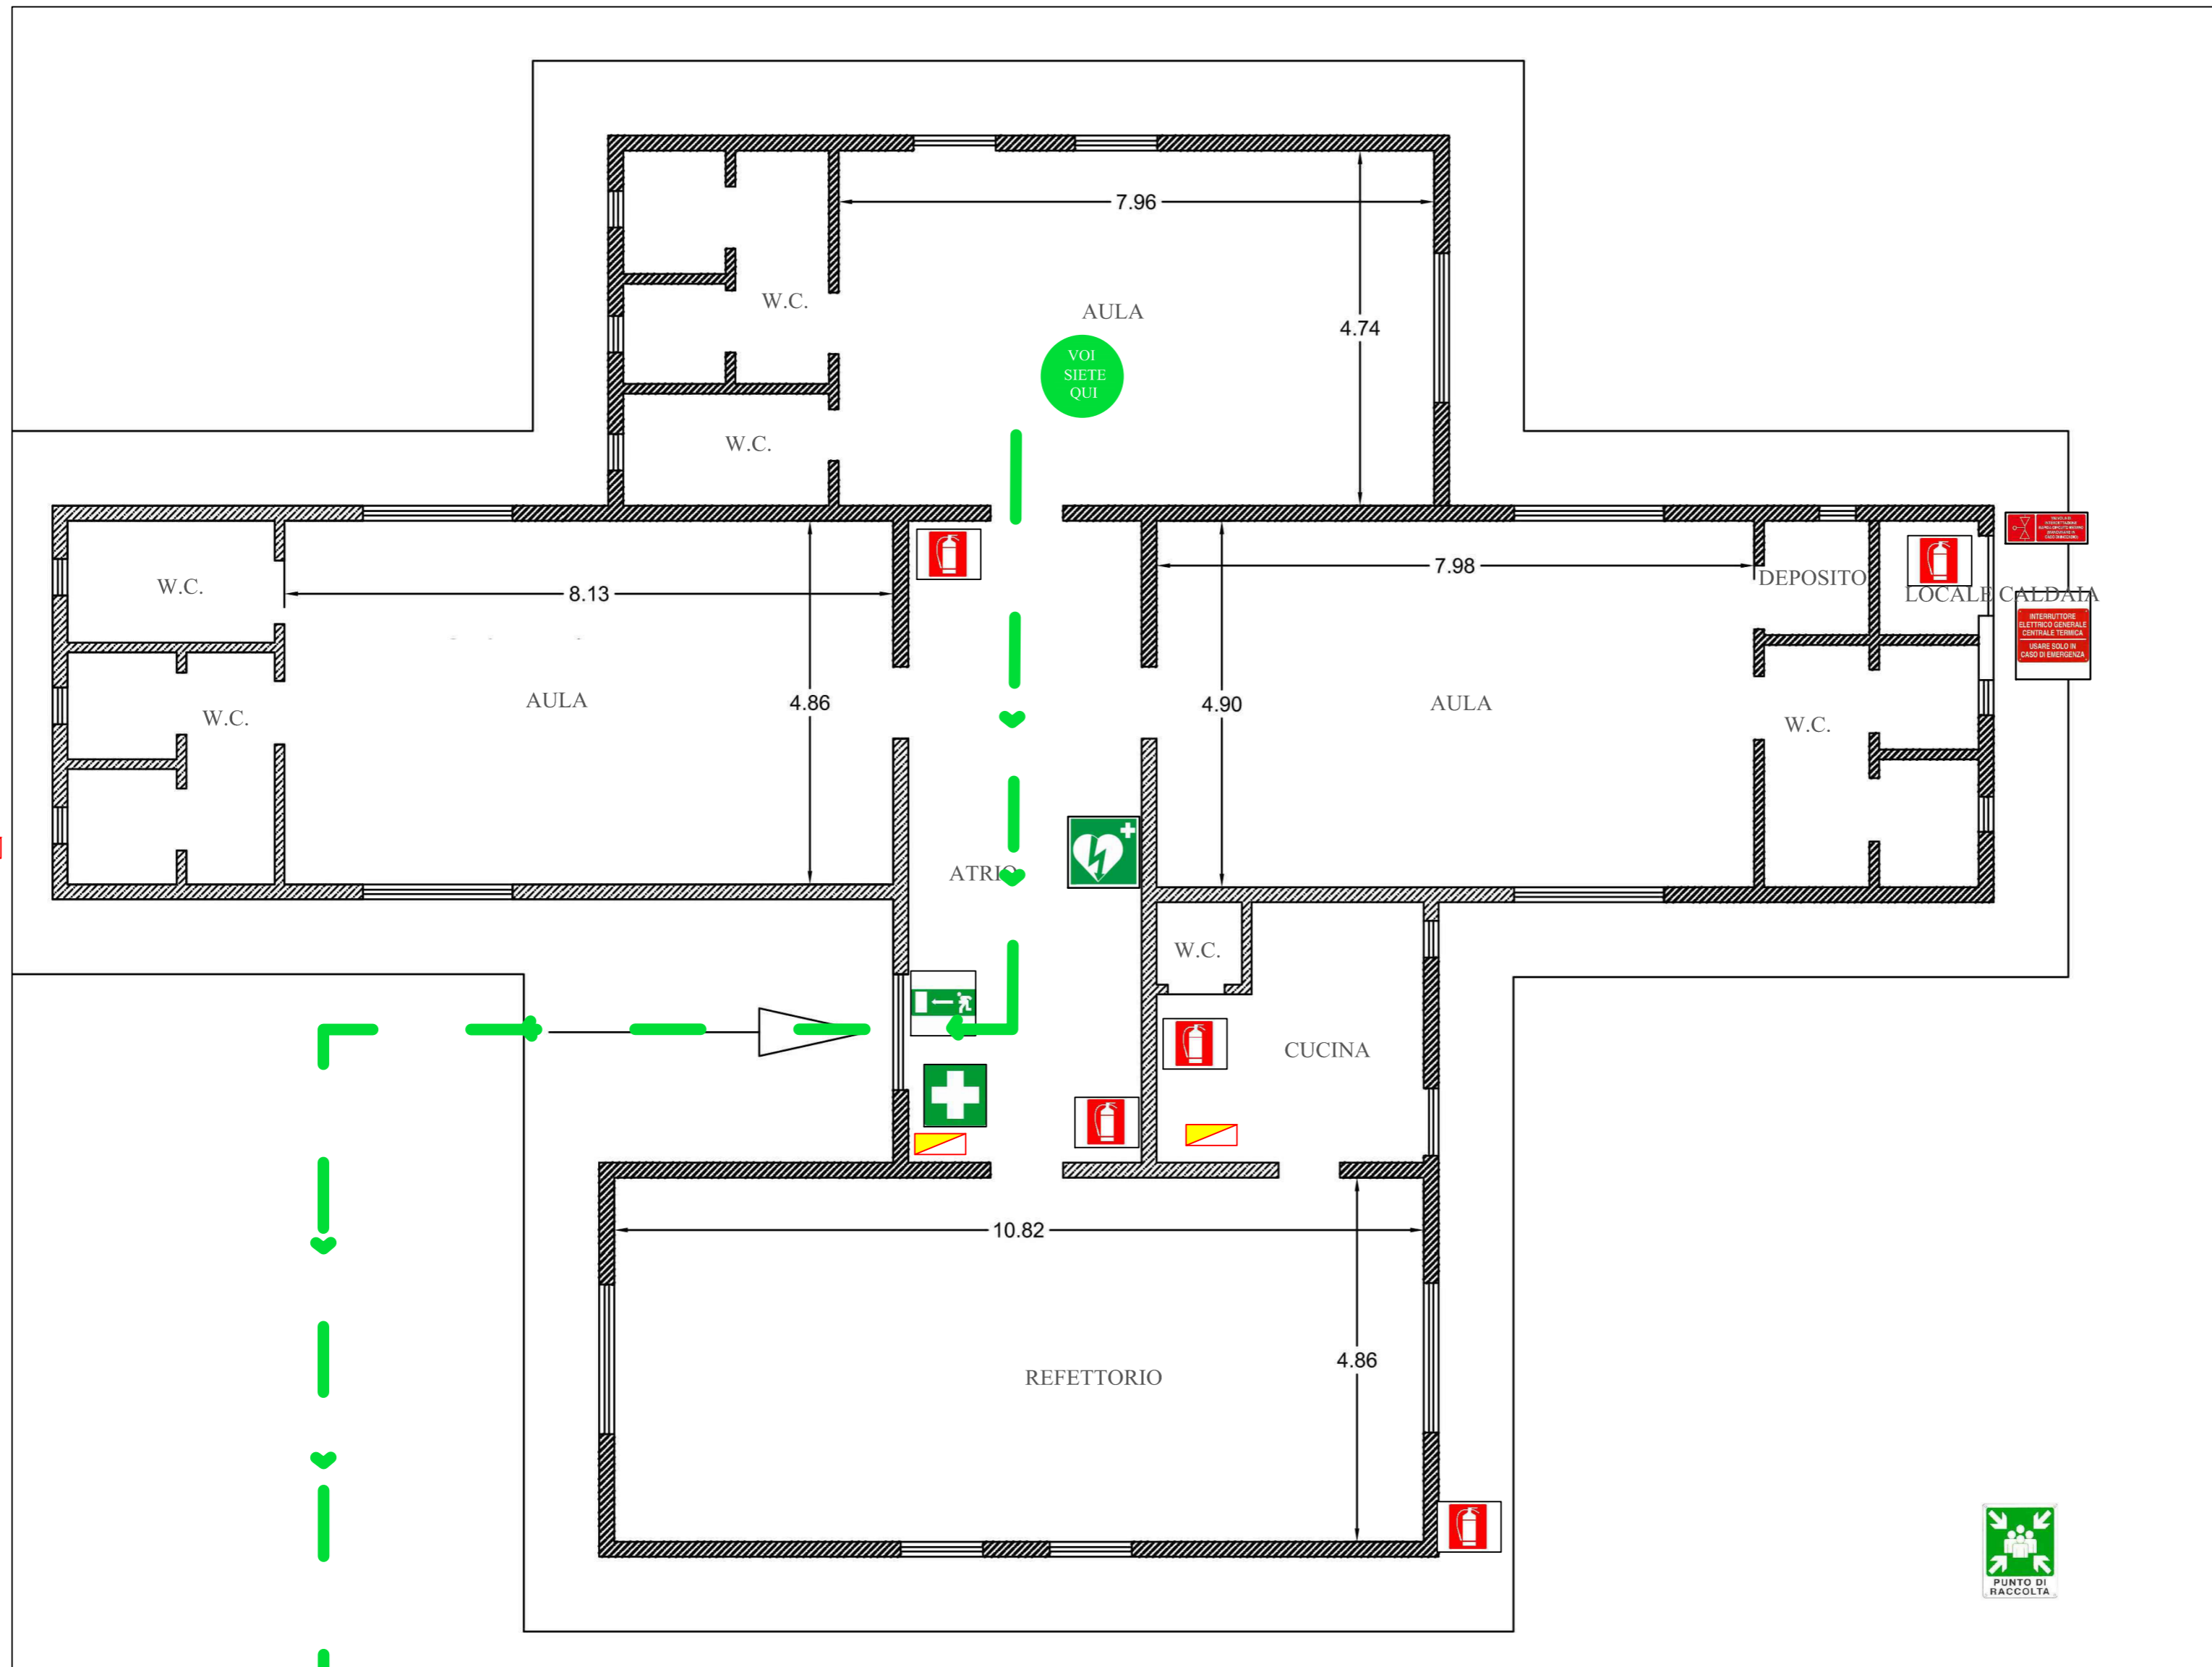 7.96
W.C.
AULA
4.74
VOI
SIETE
QUI
W.C.
7.98
DEPOSITO
LOCALE CALDAIA
W.C.
8.13
INTERRUTTORE
ELETTRICO GENERALE
CENTRALE TERMICA
USARE SOLO IN
CASO DI EMERGENZA
AULA
4.86
4.90
AULA
W.C.
W.C.
ATRIO
W.C.
CUCINA
10.82
4.86
REFETTORIO
PUNTO DI
RACCOLTA